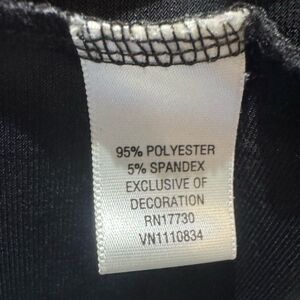 95% POLYESTER
5% SPANDEX
EXCLUSIVE OF
DECORATION
RN17730
VN1110834